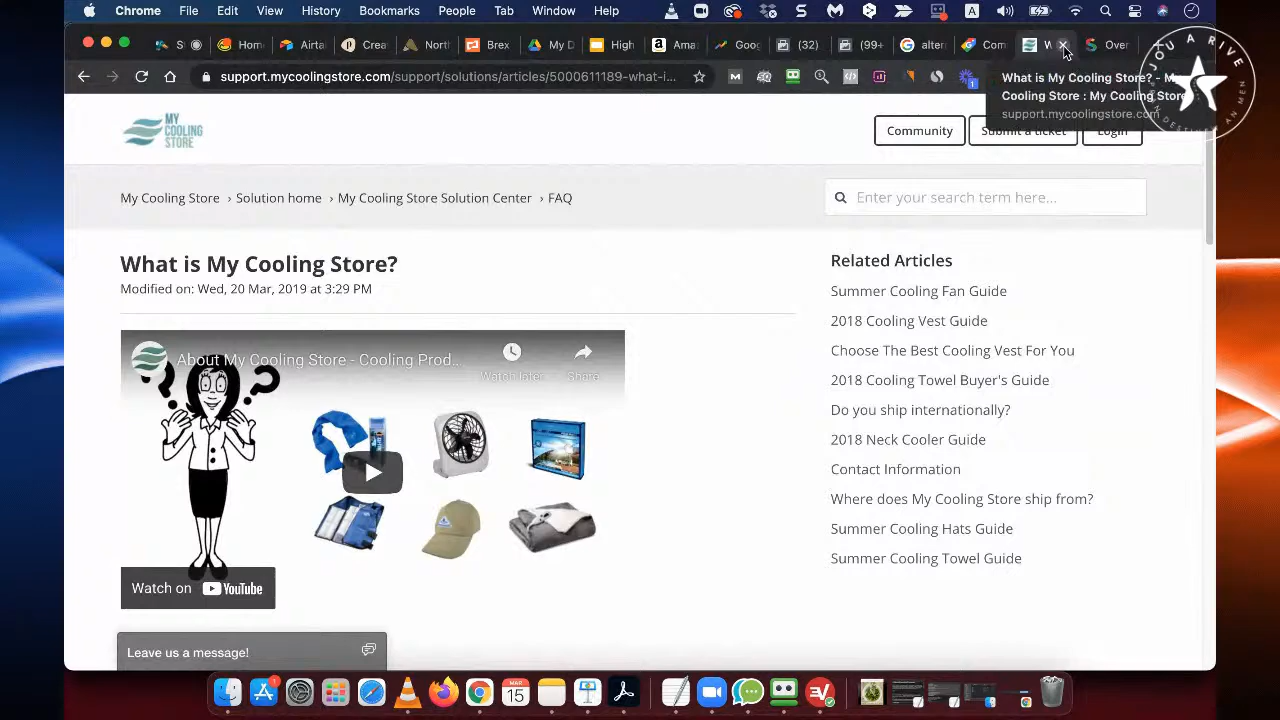 Chrome File Edit View History Bookmarks People Tab Window Help
S Hom Airta Crea North Brex My D High Ama Goog (32) (99+ alter Com W Over
support.mycoolingstore.com/support/solutions/articles/5000611189-what-i...
1
What is My Cooling Store? - My
Cooling Store : My Cooling Store
support.mycoolingstore.com
MY
COOLING
STORE
Community Submit a ticket Login
My Cooling Store › Solution home › My Cooling Store Solution Center › FAQ
Enter your search term here...
What is My Cooling Store?
Modified on: Wed, 20 Mar, 2019 at 3:29 PM
About My Cooling Store - Cooling Prod...
Watch later Share
Watch on YouTube
Leave us a message!
Related Articles
Summer Cooling Fan Guide
2018 Cooling Vest Guide
Choose The Best Cooling Vest For You
2018 Cooling Towel Buyer's Guide
Do you ship internationally?
2018 Neck Cooler Guide
Contact Information
Where does My Cooling Store ship from?
Summer Cooling Hats Guide
Summer Cooling Towel Guide
MAR
15
1